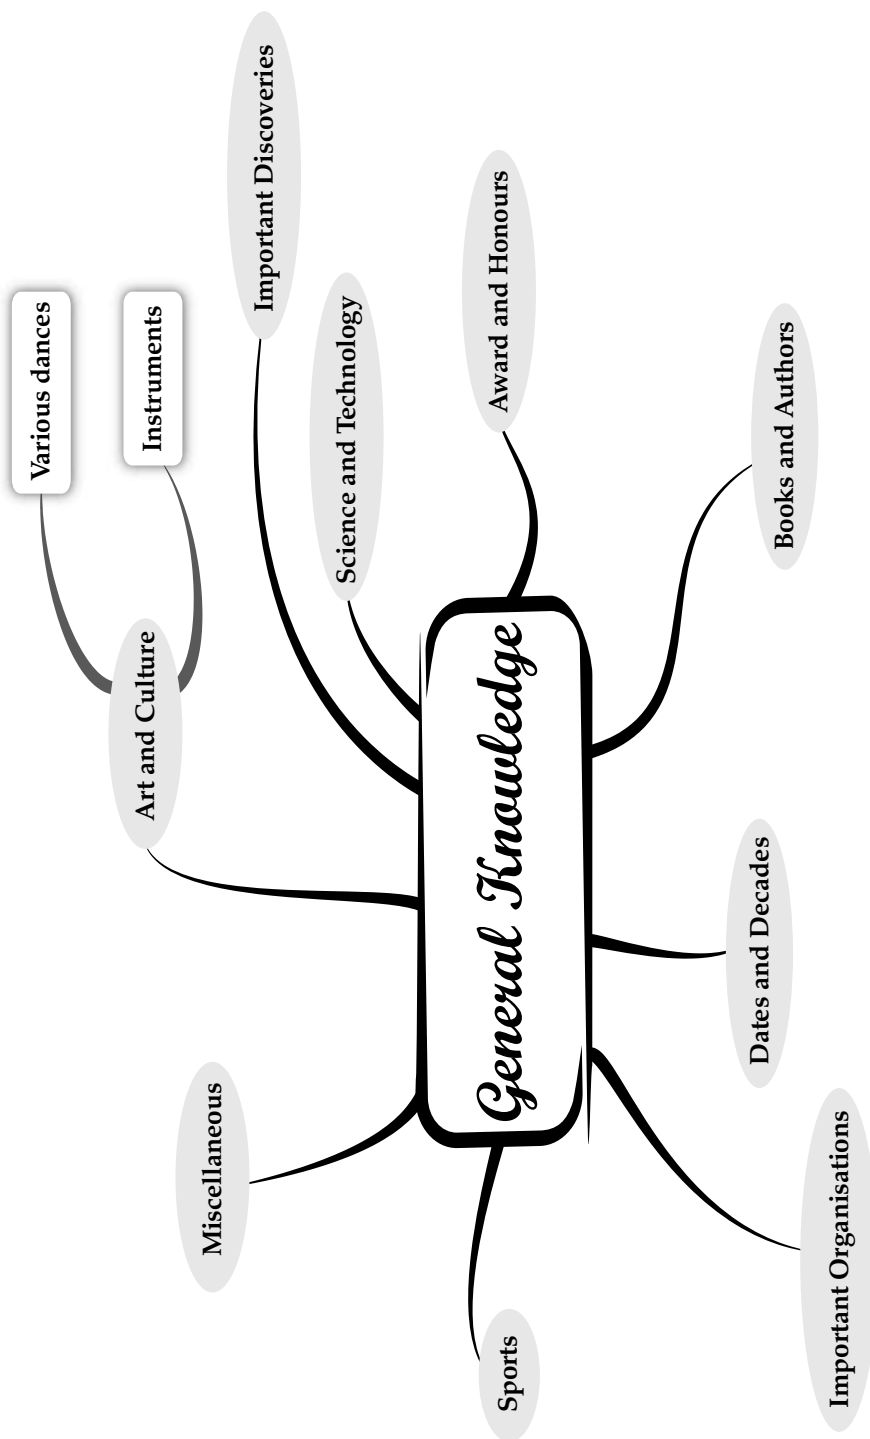 Various dances
Instruments
Important Discoveries
Art and Culture
Science and Technology
Miscellaneous
Award and Honours
General Knowledge
Sports
Books and Authors
Dates and Decades
Important Organisations